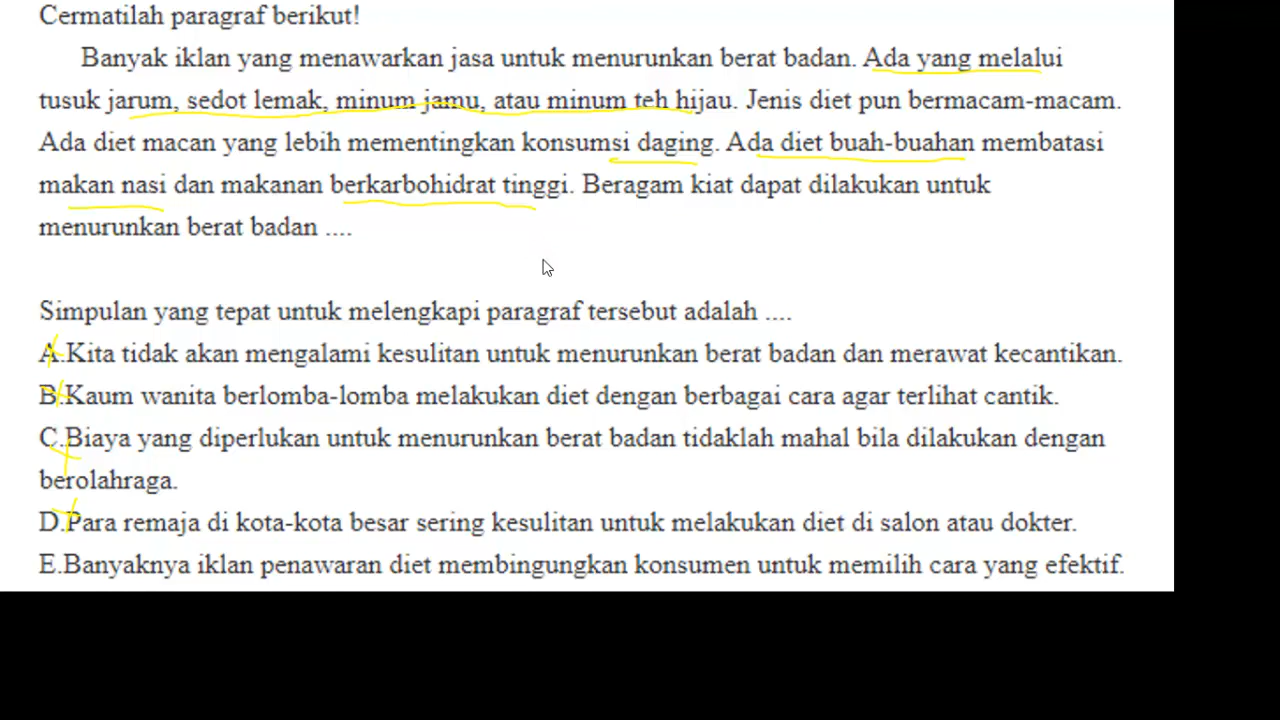 Cermatilah paragraf berikut!
Banyak iklan yang menawarkan jasa untuk menurunkan berat badan. Ada yang melalui
tusuk jarum, sedot lemak, minum jamu, atau minum teh hijau. Jenis diet pun bermacam-macam.
Ada diet macan yang lebih mementingkan konsumsi daging. Ada diet buah-buahan membatasi
makan nasi dan makanan berkarbohidrat tinggi. Beragam kiat dapat dilakukan untuk
menurunkan berat badan ....
Simpulan yang tepat untuk melengkapi paragraf tersebut adalah ....
A.Kita tidak akan mengalami kesulitan untuk menurunkan berat badan dan merawat kecantikan.
B.Kaum wanita berlomba-lomba melakukan diet dengan berbagai cara agar terlihat cantik.
C.Biaya yang diperlukan untuk menurunkan berat badan tidaklah mahal bila dilakukan dengan
berolahraga.
D.Para remaja di kota-kota besar sering kesulitan untuk melakukan diet di salon atau dokter.
E.Banyaknya iklan penawaran diet membingungkan konsumen untuk memilih cara yang efektif.